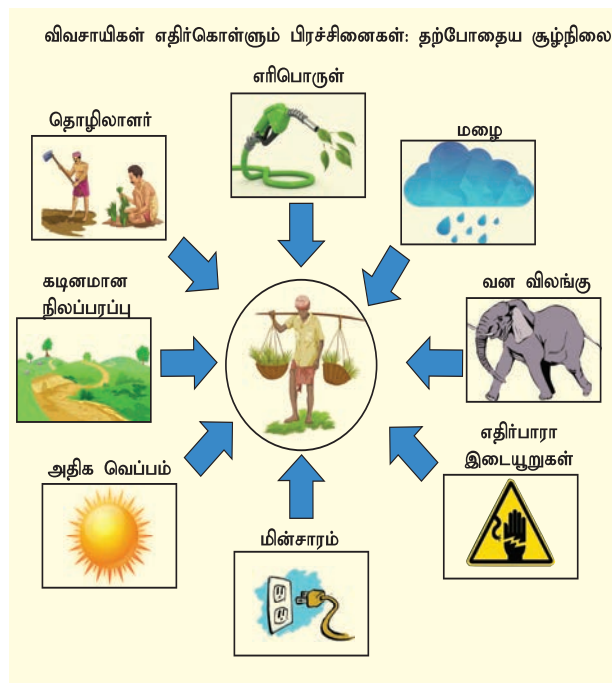 விவசாயிகள் எதிர்கொள்ளும் பிரச்சினைகள்: தற்போதைய சூழ்நிலை
எரிபொருள்
தொழிலாளர்
மழை
கடினமான
நிலப்பரப்பு
வன விலங்கு
அதிக வெப்பம்
எதிர்பாரா
இடையூறுகள்
மின்சாரம்